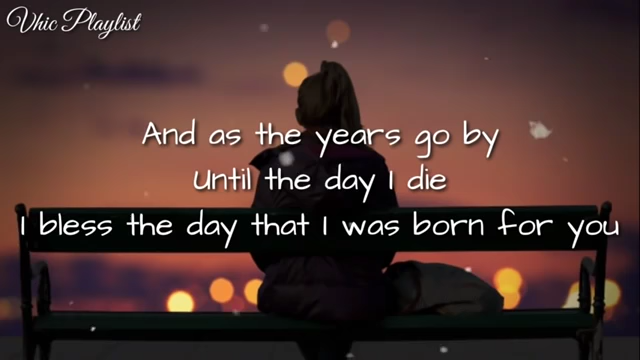 Vhic Playlist
And as the years go by
Until the day I die
I bless the day that I was born for you